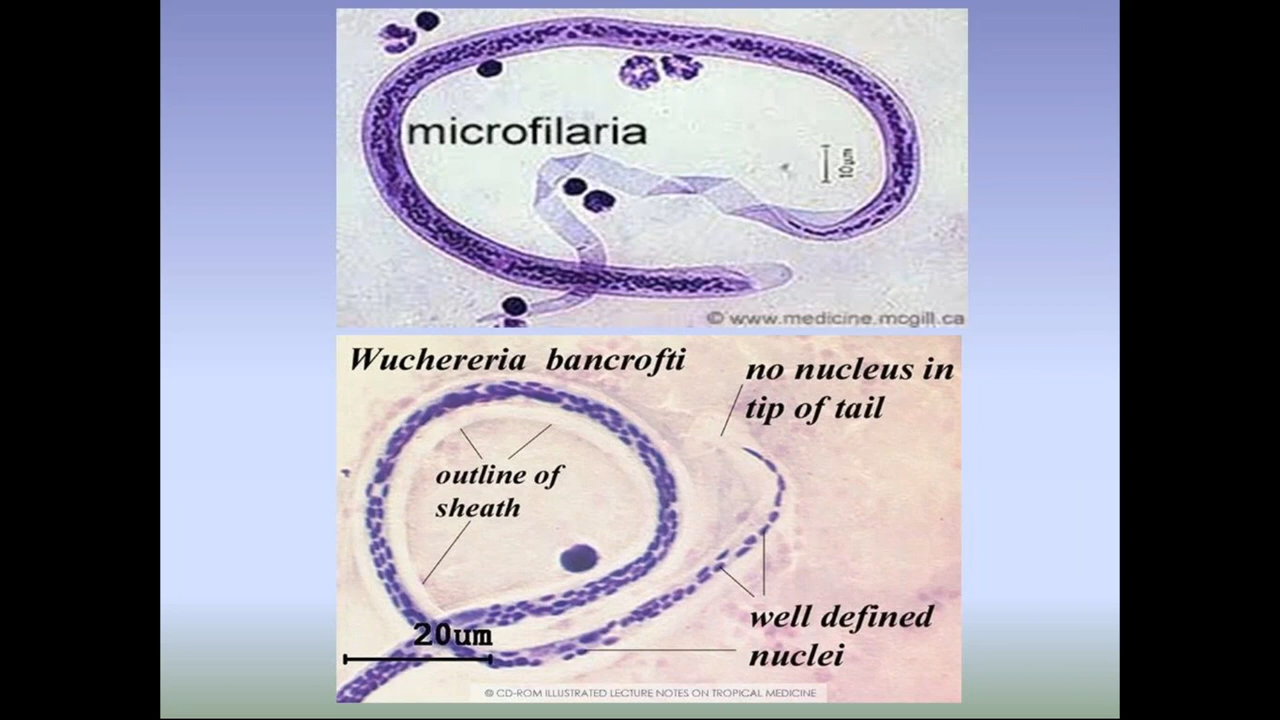 microfilaria
10µm
© www.medicine.mcgill.ca
Wuchereria bancrofti
no nucleus in
tip of tail
outline of
sheath
well defined
nuclei
20um
© CD-ROM ILLUSTRATED LECTURE NOTES ON TROPICAL MEDICINE